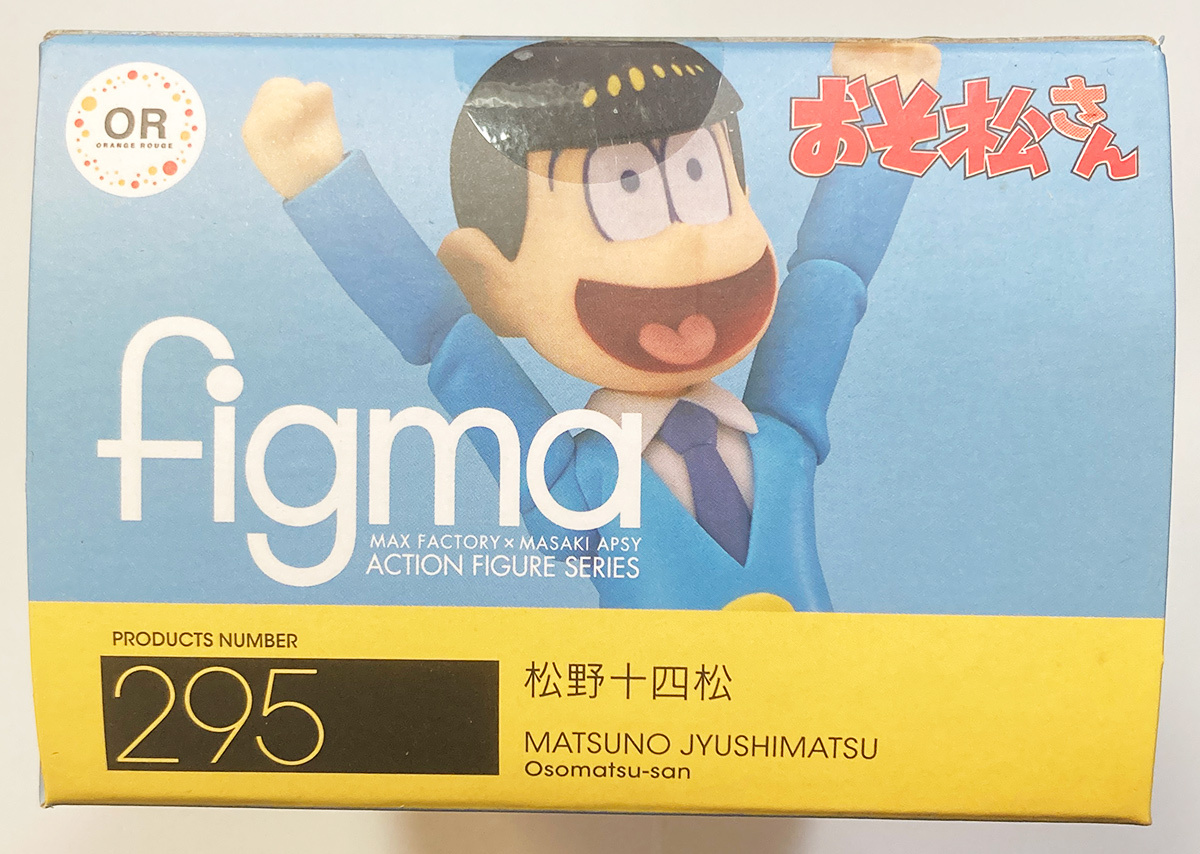 OR
ORANGE ROUGE
おそ松さん
figma
MAX FACTORY×MASAKI APSY
ACTION FIGURE SERIES
PRODUCTS NUMBER
295
松野十四松
MATSUNO JYUSHIMATSU
Osomatsu-san